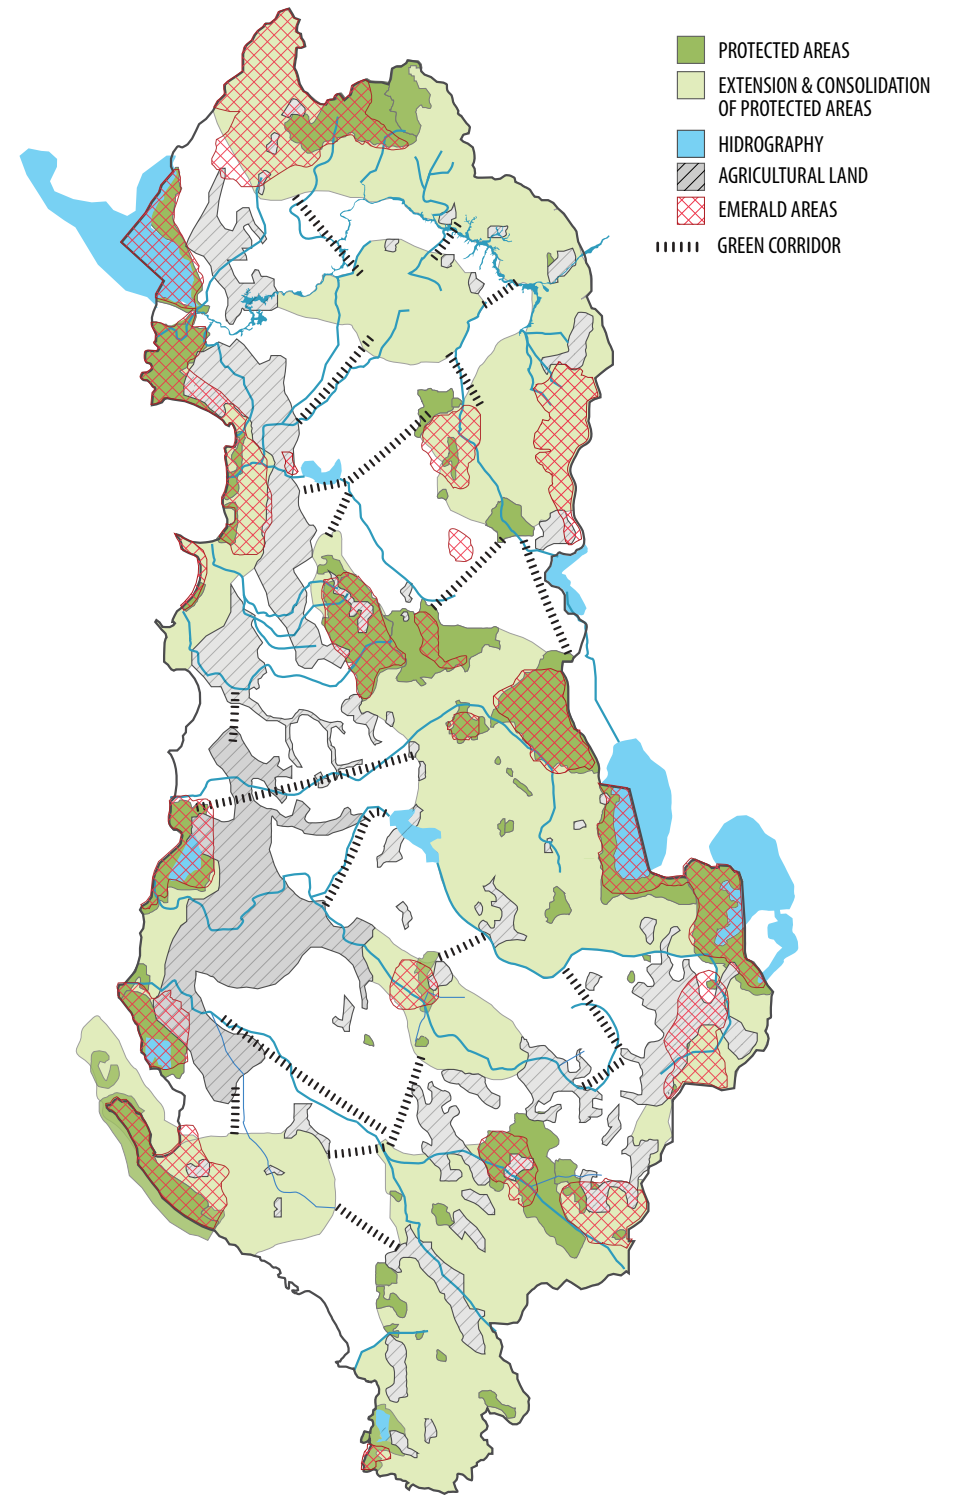 PROTECTED AREAS
EXTENSION & CONSOLIDATION
OF PROTECTED AREAS
HIDROGRAPHY
AGRICULTURAL LAND
EMERALD AREAS
GREEN CORRIDOR